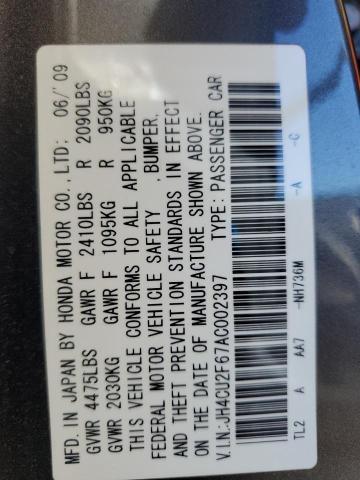 MFD. IN JAPAN BY HONDA MOTOR CO., LTD: 06/'09
GVWR 4475LBS GAWR F 2410LBS R 2090LBS
GVWR 2030KG GAWR F 1095KG R 950KG
THIS VEHICLE CONFORMS TO ALL APPLICABLE
FEDERAL MOTOR VEHICLE SAFETY ,BUMPER,
AND THEFT PREVENTION STANDARDS IN EFFECT
ON THE DATE OF MANUFACTURE SHOWN ABOVE.
V.I.N.:JH4CU2F67AC002397 TYPE: PASSENGER CAR
TL2 A AA7 -NH736M -A -C